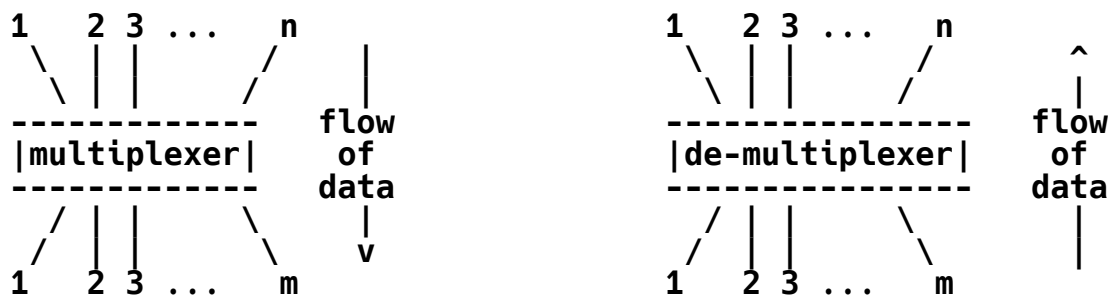 1 2 3 ... n 1 2 3 ... n
\ | | / | \ | | / ^
\ | | / | \ | | / |
------------- flow ---------------- flow
|multiplexer| of |de-multiplexer| of
------------- data ---------------- data
/ | | \ | / | | \ |
/ | | \ v / | | \ |
1 2 3 ... m 1 2 3 ... m